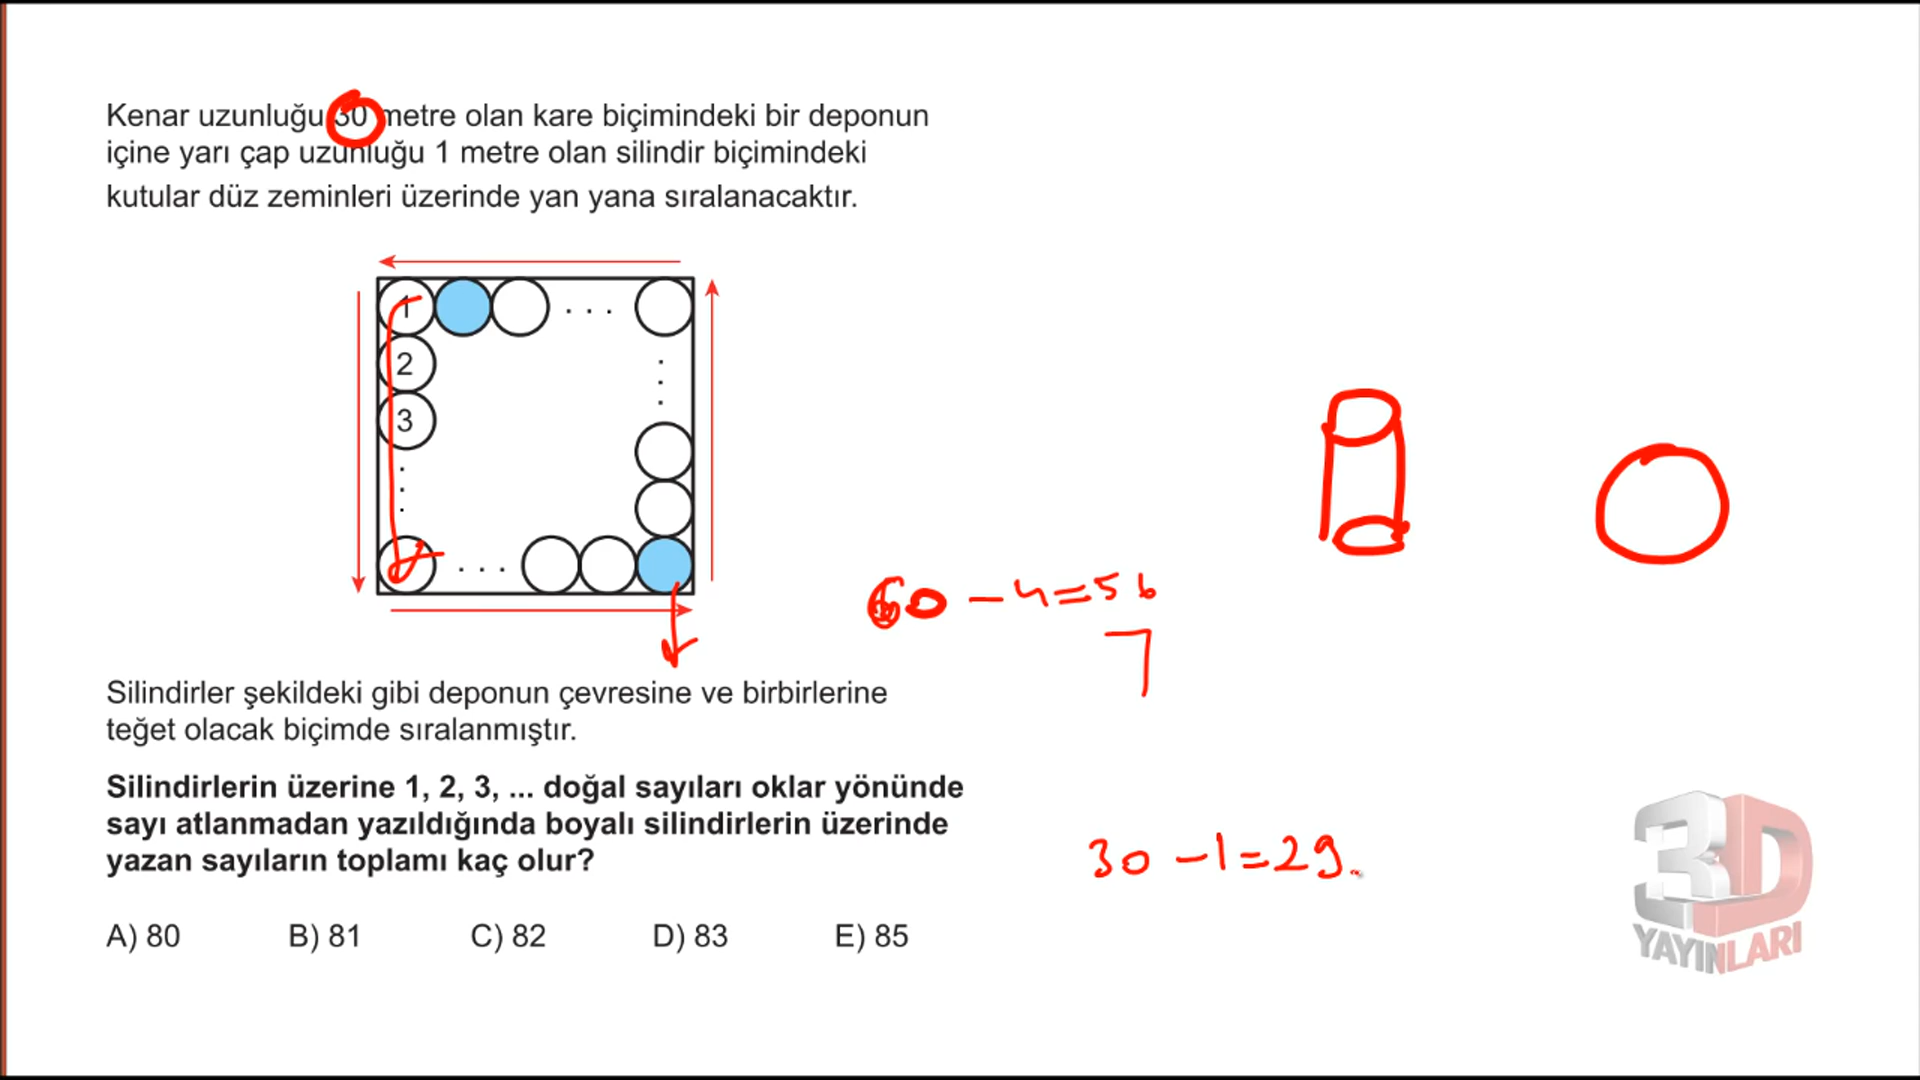 Kenar uzunluğu 30 metre olan kare biçimindeki bir deponun
içine yarı çap uzunluğu 1 metre olan silindir biçimindeki
kutular düz zeminleri üzerinde yan yana sıralanacaktır.
1
. . .
2
3
. . .
60 - 4 = 56
7
Silindirler şekildeki gibi deponun çevresine ve birbirlerine
teğet olacak biçimde sıralanmıştır.
Silindirlerin üzerine 1, 2, 3, ... doğal sayıları oklar yönünde
sayı atlanmadan yazıldığında boyalı silindirlerin üzerinde
yazan sayıların toplamı kaç olur?
30 - 1 = 29.
A) 80 B) 81 C) 82 D) 83 E) 85
3D
YAYINLARI